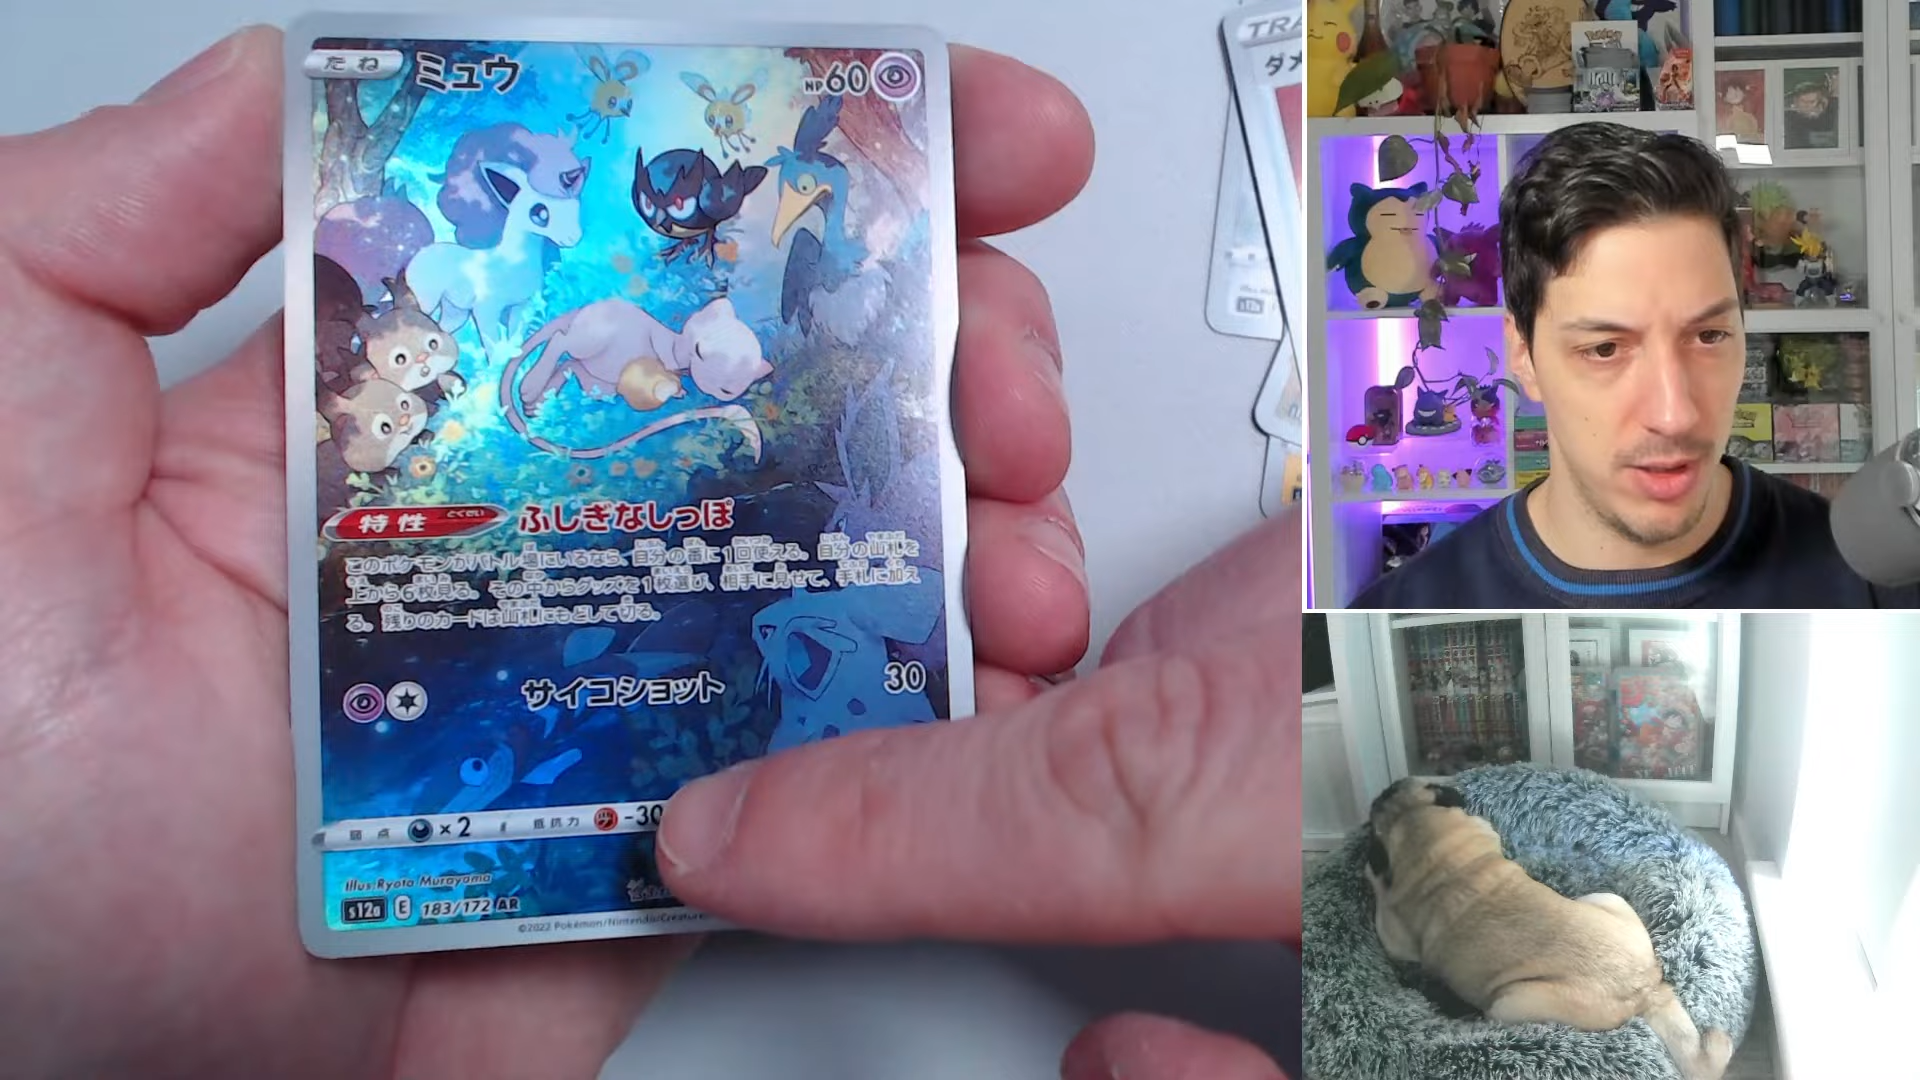 たね ミュウ HP60
特性 とくせい ふしぎなしっぽ
このポケモンがバトル場にいるなら、自分の番に1回使える。自分の山札を
上から6枚見る。その中からグッズを1枚選び、相手に見せて、手札に加え
る。残りのカードは山札にもどして切る。
サイコショット 30
弱点 ×2 抵抗力 -30
Illus. Ryota Murayama
s12a E 183/172 AR
©2022 Pokémon/Nintendo/Creature
TRA
ダメ
s12a